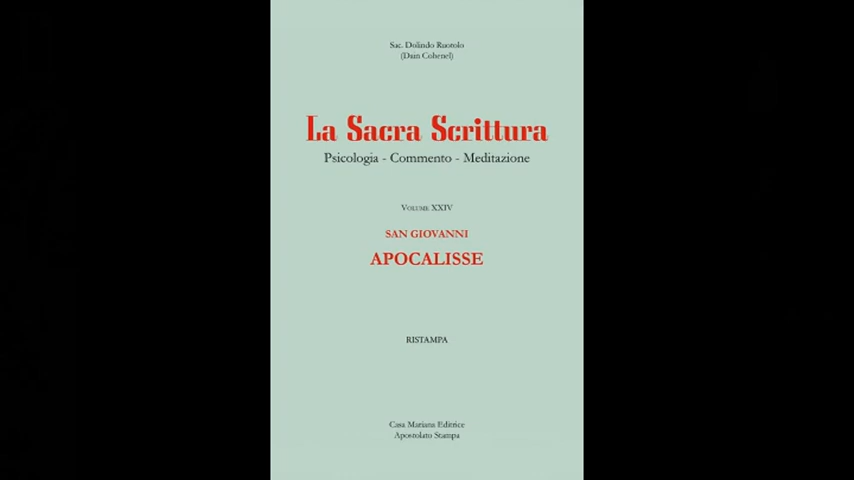 Sac. Dolindo Ruotolo
(Dain Cohenel)
La Sacra Scrittura
Psicologia - Commento - Meditazione
Volume XXIV
SAN GIOVANNI
APOCALISSE
RISTAMPA
Casa Mariana Editrice
Apostolato Stampa